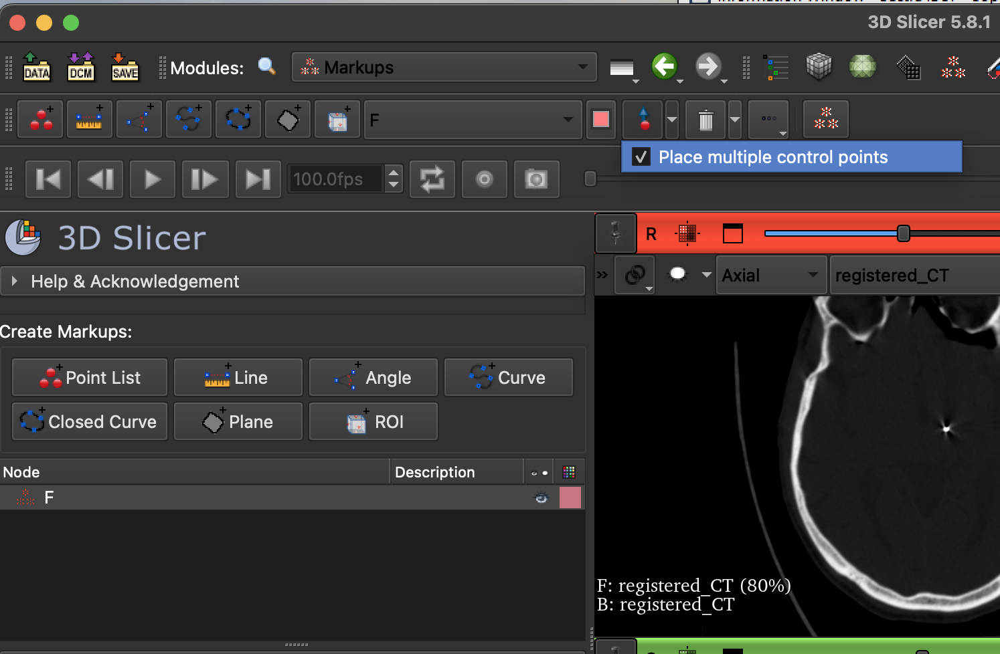 3D Slicer 5.8.1
DATA DCM SAVE Modules: Markups
F
Place multiple control points
100.0fps
3D Slicer
R
Help & Acknowledgement
Axial registered_CT
Create Markups:
Point List Line Angle Curve
Closed Curve Plane ROI
Node Description
F
F: registered_CT (80%)
B: registered_CT